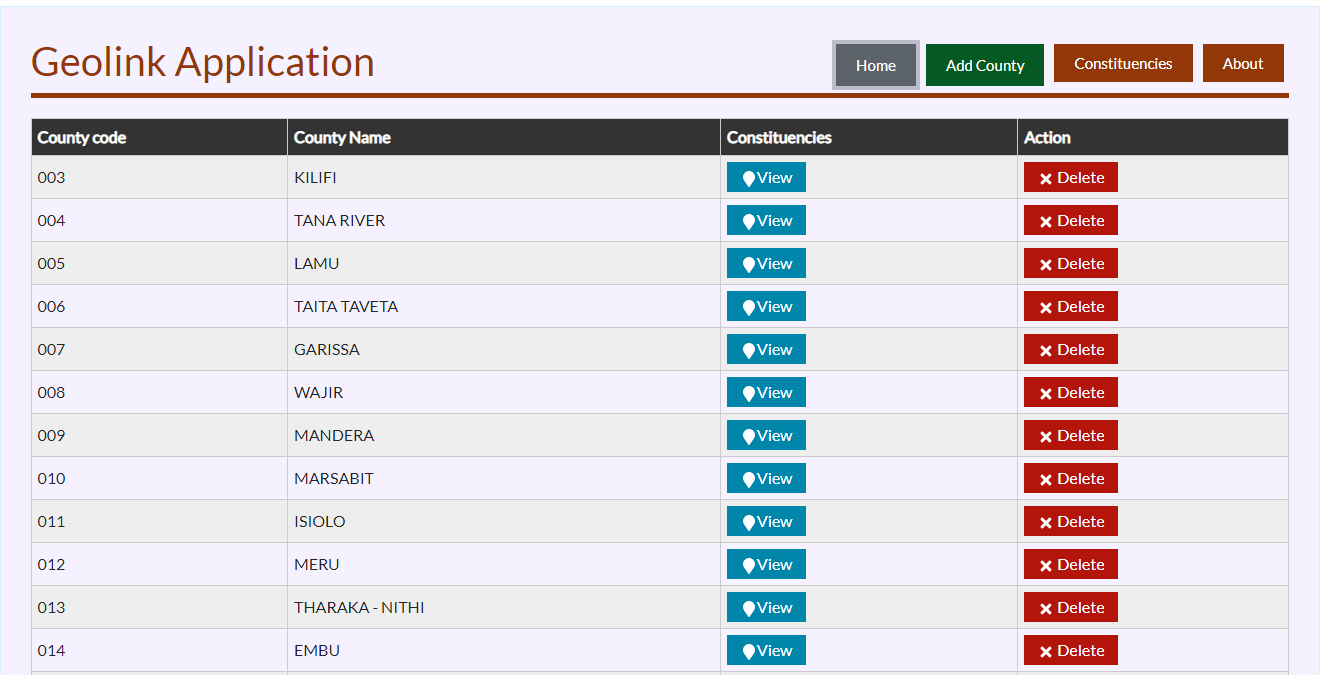 Geolink Application
Home Add County Constituencies About
County code County Name Constituencies Action
003 KILIFI View Delete
004 TANA RIVER View Delete
005 LAMU View Delete
006 TAITA TAVETA View Delete
007 GARISSA View Delete
008 WAJIR View Delete
009 MANDERA View Delete
010 MARSABIT View Delete
011 ISIOLO View Delete
012 MERU View Delete
013 THARAKA - NITHI View Delete
014 EMBU View Delete